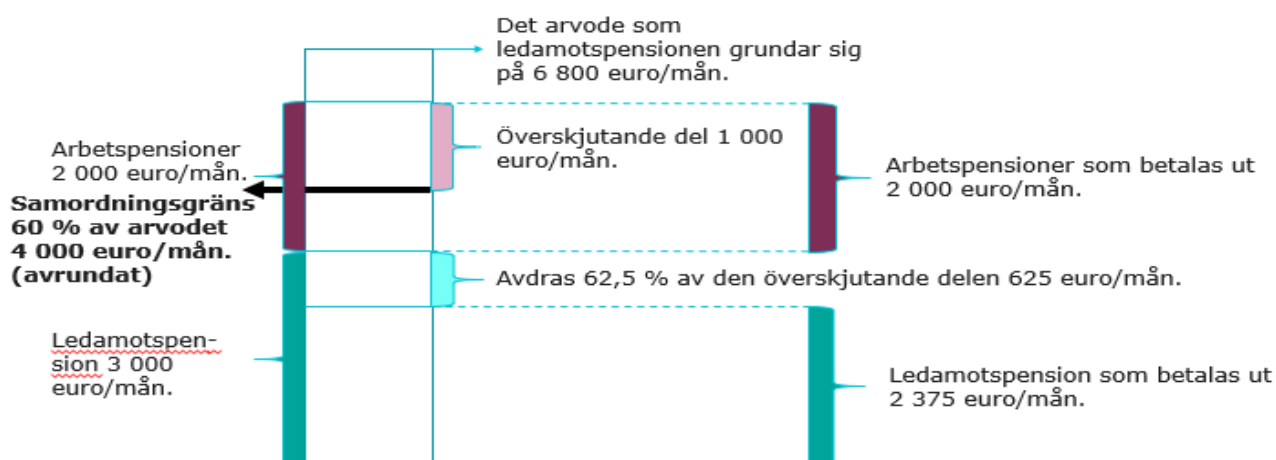 Det arvode som
ledamotspensionen grundar sig
på 6 800 euro/mån.
Överskjutande del 1 000
euro/mån.
Arbetspensioner
2 000 euro/mån.
Arbetspensioner som betalas ut
2 000 euro/mån.
Samordningsgräns
60 % av arvodet
4 000 euro/mån.
(avrundat)
Avdras 62,5 % av den överskjutande delen 625 euro/mån.
Ledamotspen-
sion 3 000
euro/mån.
Ledamotspension som betalas ut
2 375 euro/mån.